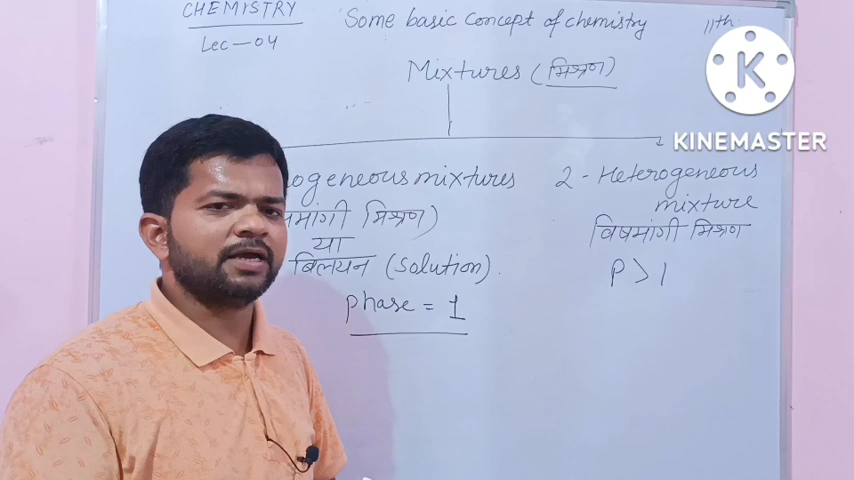 CHEMISTRY
Lec-04
Some basic Concept of chemistry 11th
Mixtures (मिश्रण)
ogeneous mixtures
मांगी मिश्रण)
या
बिलयन (solution).
phase = 1
2 - Heterogeneous
mixture
विषमांगी मिश्रण
P > 1
K
KINEMASTER